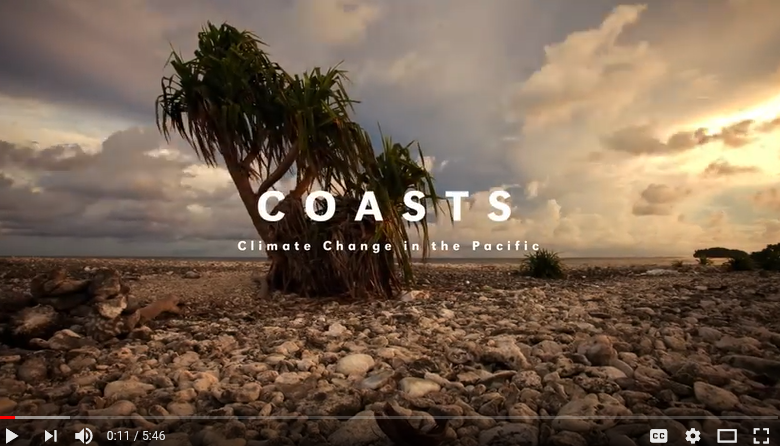 COASTS
Climate Change in the Pacific
0:11 / 5:46
CC